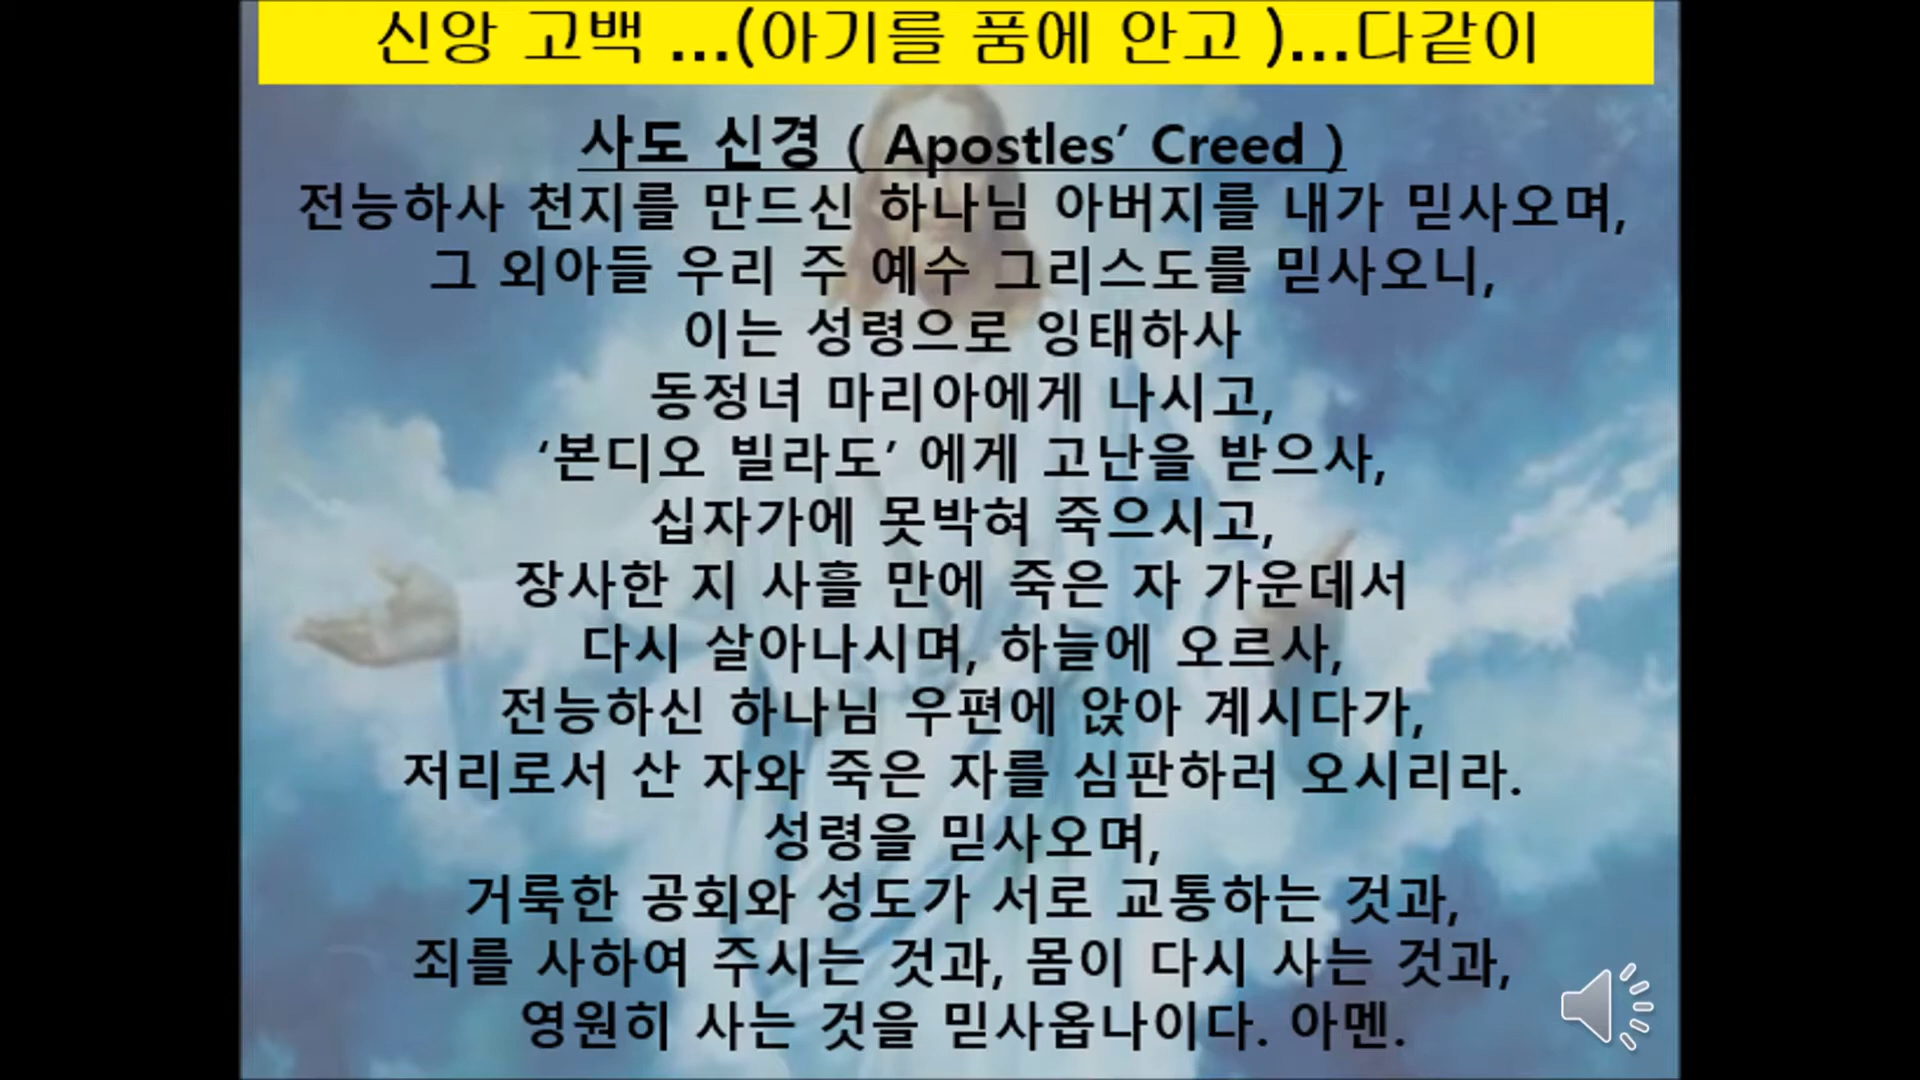 신앙 고백 ...(아기를 품에 안고 )...다같이
사도 신경 ( Apostles’ Creed )
전능하사 천지를 만드신 하나님 아버지를 내가 믿사오며,
그 외아들 우리 주 예수 그리스도를 믿사오니,
이는 성령으로 잉태하사
동정녀 마리아에게 나시고,
‘본디오 빌라도’ 에게 고난을 받으사,
십자가에 못박혀 죽으시고,
장사한 지 사흘 만에 죽은 자 가운데서
다시 살아나시며, 하늘에 오르사,
전능하신 하나님 우편에 앉아 계시다가,
저리로서 산 자와 죽은 자를 심판하러 오시리라.
성령을 믿사오며,
거룩한 공회와 성도가 서로 교통하는 것과,
죄를 사하여 주시는 것과, 몸이 다시 사는 것과,
영원히 사는 것을 믿사옵나이다. 아멘.